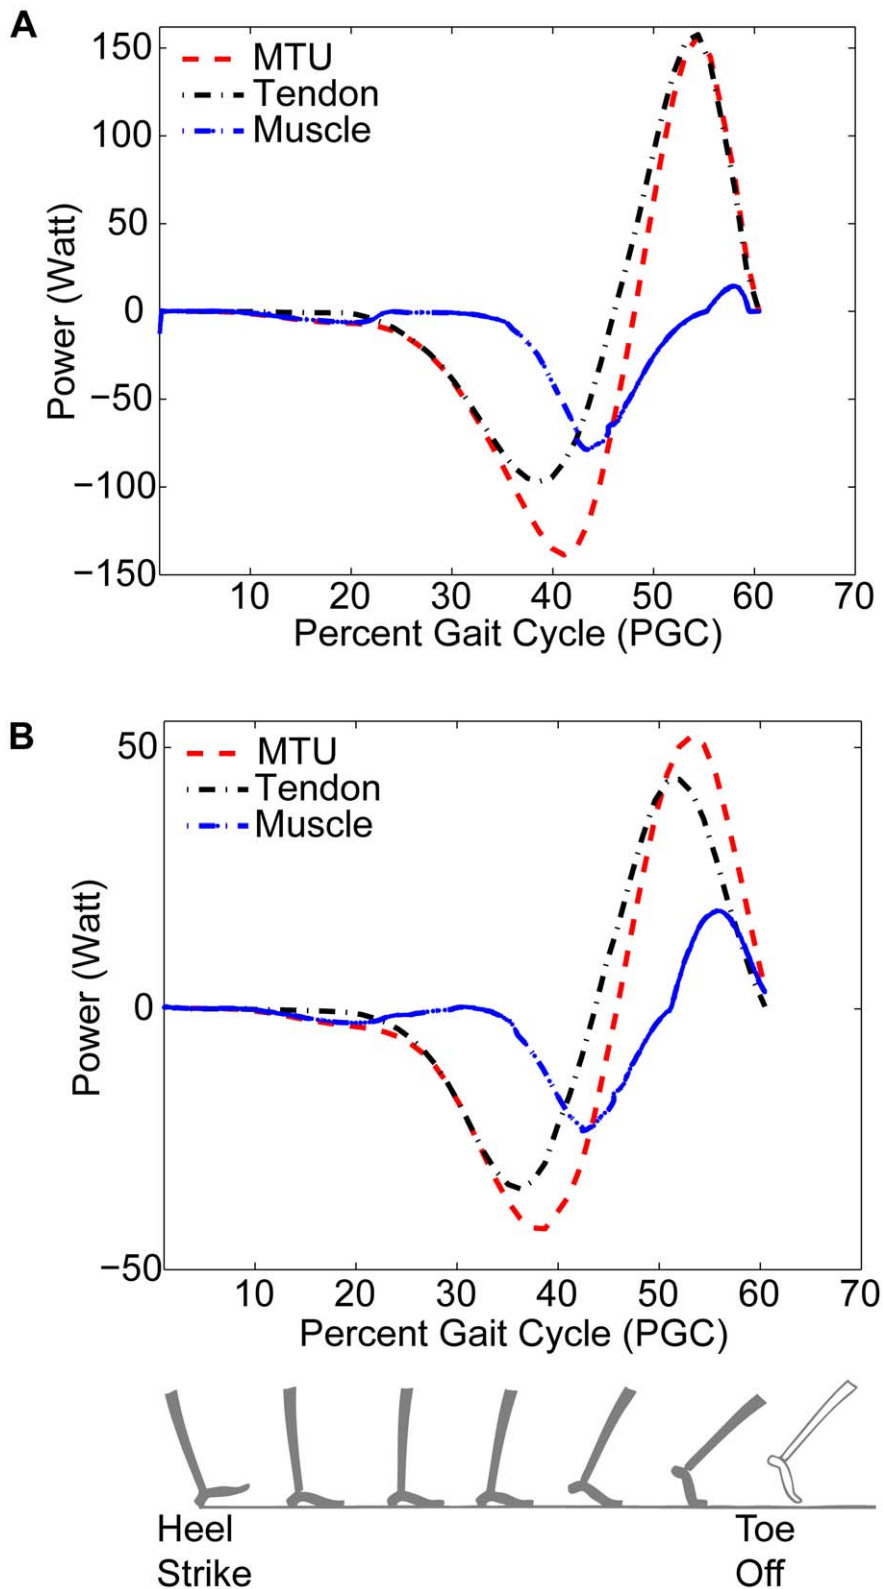 A
150
100
50
0
−50
−100
−150
MTU
Tendon
Muscle
Power (Watt)
10 20 30 40 50 60 70
Percent Gait Cycle (PGC)
B
50
0
−50
MTU
Tendon
Muscle
Power (Watt)
10 20 30 40 50 60 70
Percent Gait Cycle (PGC)
Heel Toe
Strike Off